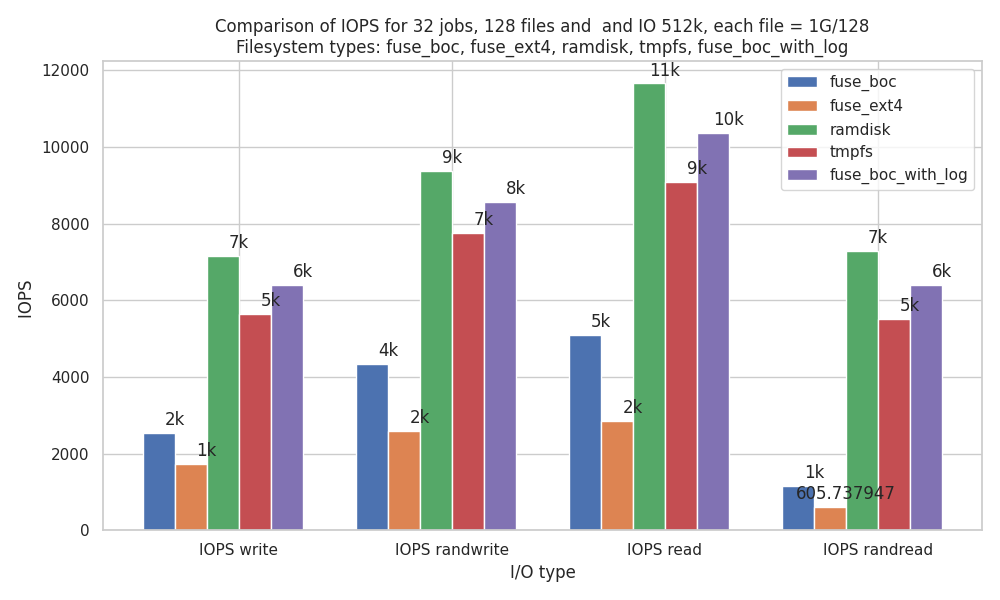 Comparison of IOPS for 32 jobs, 128 files and  and IO 512k, each file = 1G/128
Filesystem types: fuse_boc, fuse_ext4, ramdisk, tmpfs, fuse_boc_with_log
12000
10000
8000
6000
4000
2000
0
IOPS
2k
1k
7k
5k
6k
4k
2k
9k
7k
8k
5k
2k
11k
9k
10k
1k
605.737947
7k
5k
6k
fuse_boc
fuse_ext4
ramdisk
tmpfs
fuse_boc_with_log
IOPS write
IOPS randwrite
IOPS read
IOPS randread
I/O type